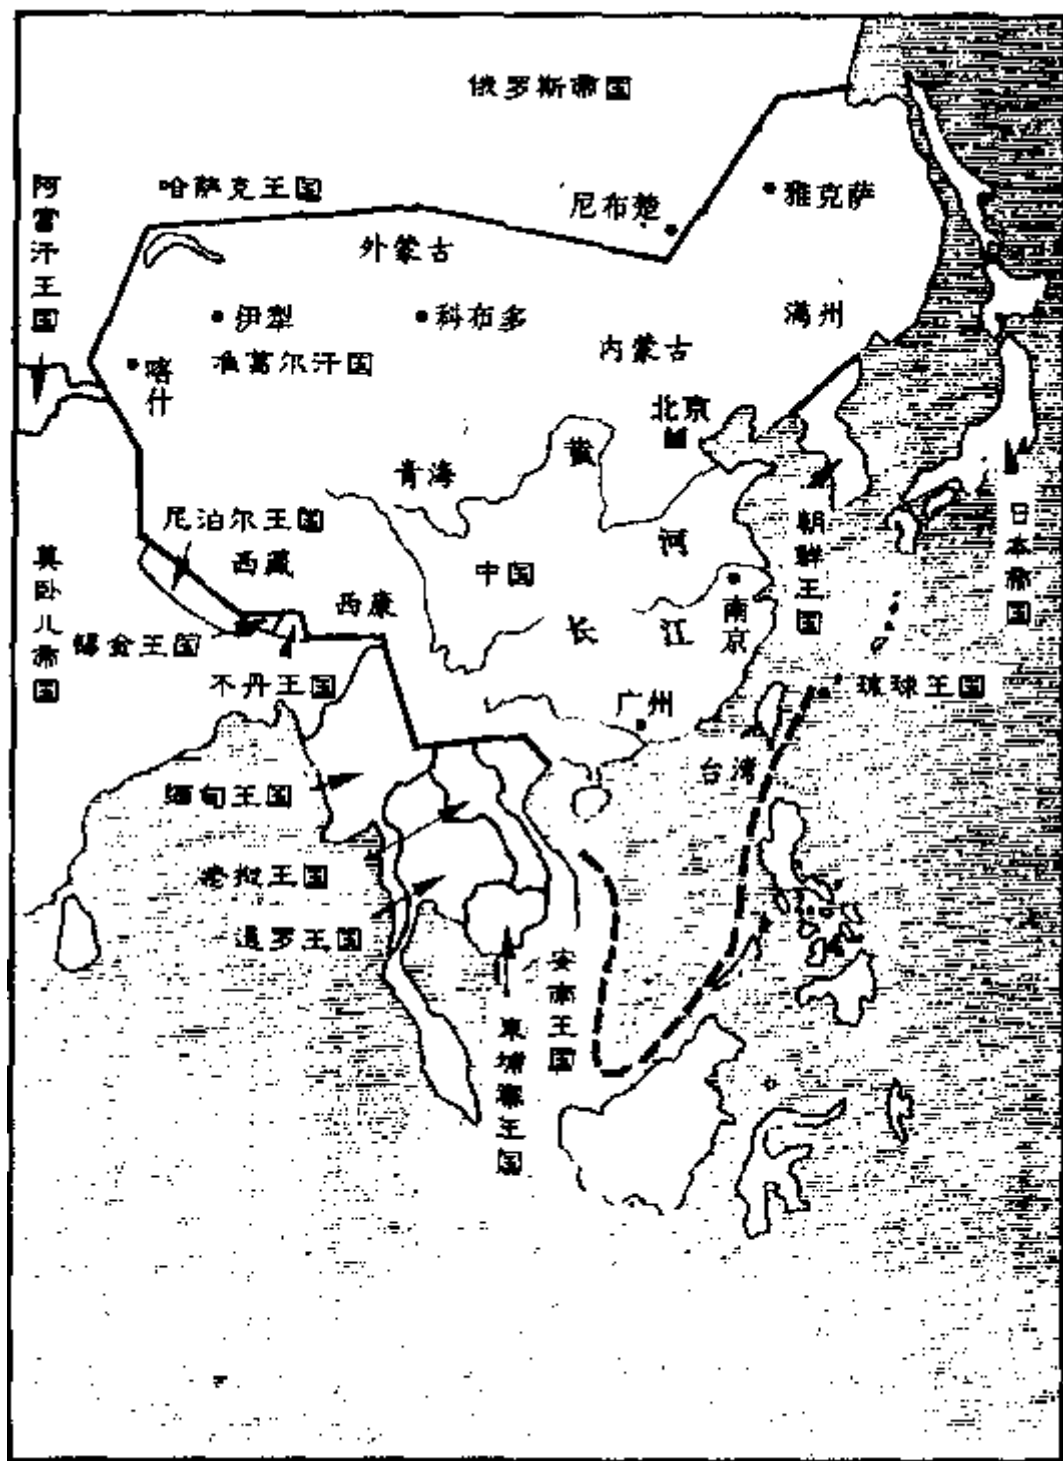 俄罗斯帝国
阿富汗王国
哈萨克王国
尼布楚
雅克萨
外蒙古
伊犁
科布多
满州
喀什
准葛尔汗国
内蒙古
北京
黄
青海
河
尼泊尔王国
朝鲜王国
日本帝国
莫卧儿帝国
西藏
中国
西康
南京
长
江
锡金王国
不丹王国
琉球王国
广州
台湾
缅甸王国
老挝王国
暹罗王国
安南王国
柬埔寨王国